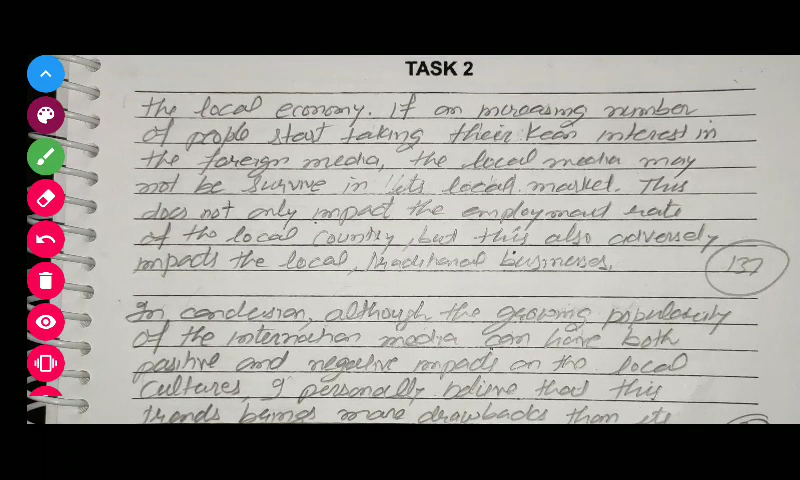 TASK 2
the local economy. If an increasing number
of people start taking their keen interest in
the foreign media, the local media may
not be survive in its local market. This
does not only impact the employment rate
of the local country, but this also adversely
impacts the local, traditional businesses.
137
In conclusion, although the growing popularity
of the internation media can have both
positive and negative impacts on the local
cultures, I personally believe that this
trends brings more drawbacks than its